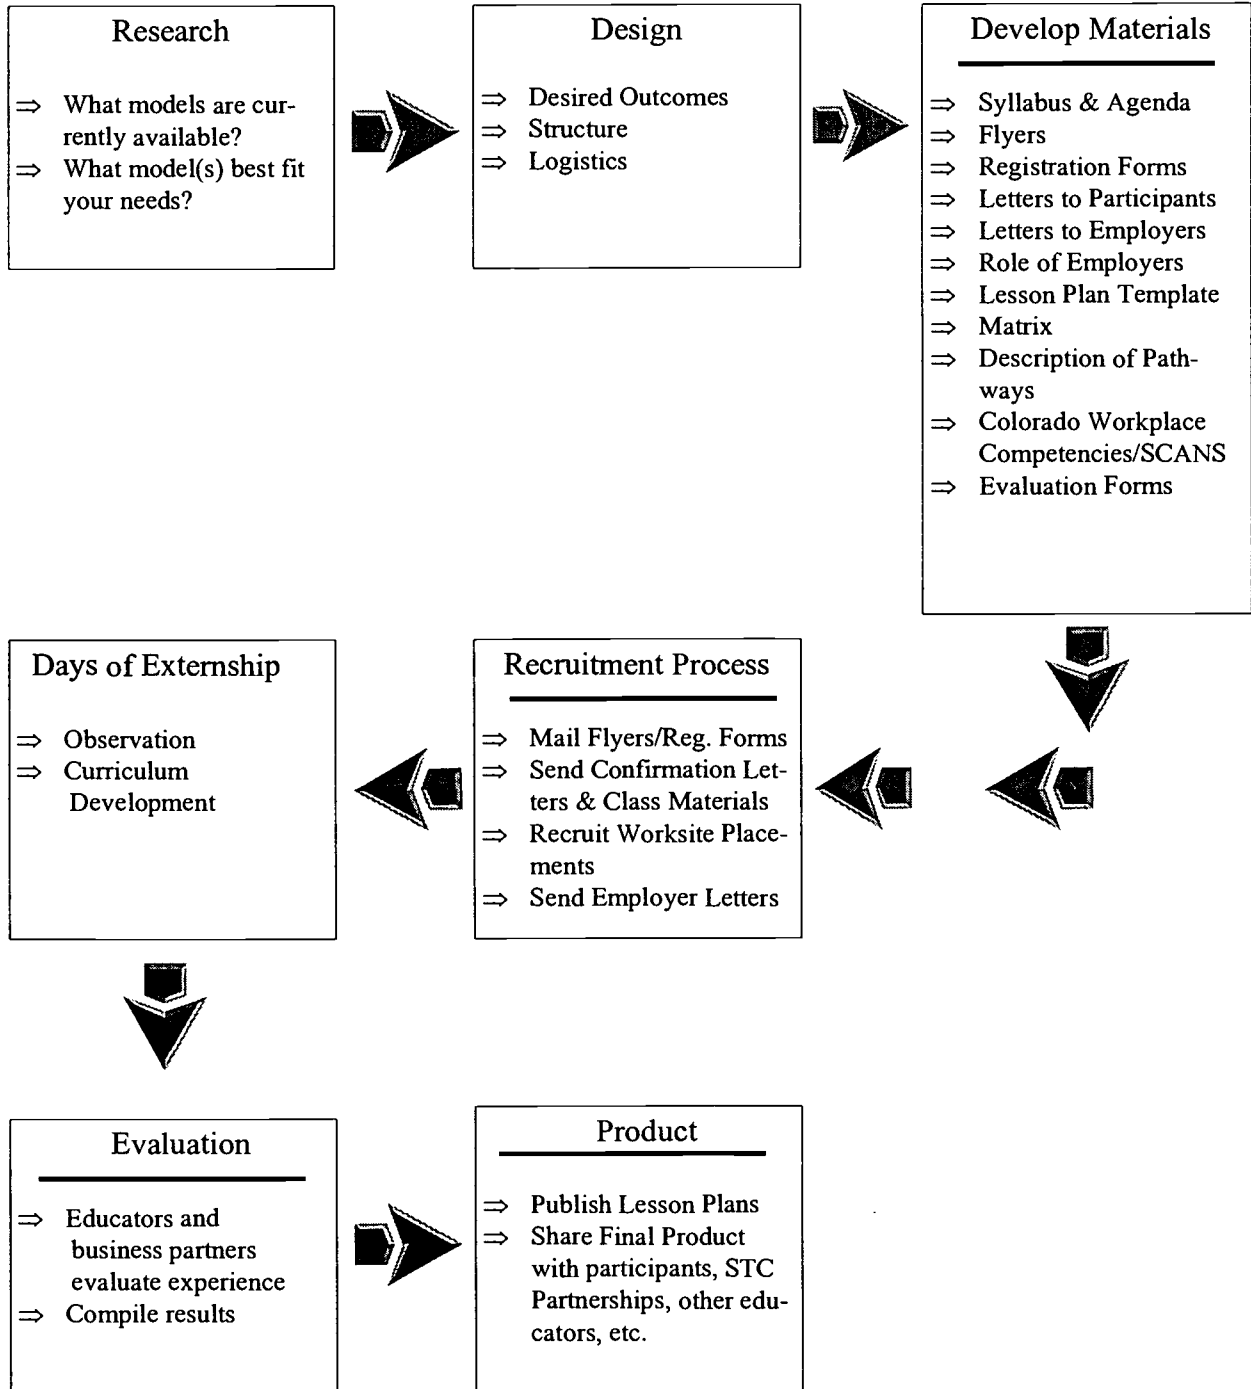 Research
⇒ What models are cur-
rently available?
⇒ What model(s) best fit
your needs?
Design
⇒ Desired Outcomes
⇒ Structure
⇒ Logistics
Develop Materials
⇒ Syllabus & Agenda
⇒ Flyers
⇒ Registration Forms
⇒ Letters to Participants
⇒ Letters to Employers
⇒ Role of Employers
⇒ Lesson Plan Template
⇒ Matrix
⇒ Description of Path-
ways
⇒ Colorado Workplace
Competencies/SCANS
⇒ Evaluation Forms
Recruitment Process
⇒ Mail Flyers/Reg. Forms
⇒ Send Confirmation Let-
ters & Class Materials
⇒ Recruit Worksite Place-
ments
⇒ Send Employer Letters
Days of Externship
⇒ Observation
⇒ Curriculum
Development
Evaluation
⇒ Educators and
business partners
evaluate experience
⇒ Compile results
Product
⇒ Publish Lesson Plans
⇒ Share Final Product
with participants, STC
Partnerships, other edu-
cators, etc.